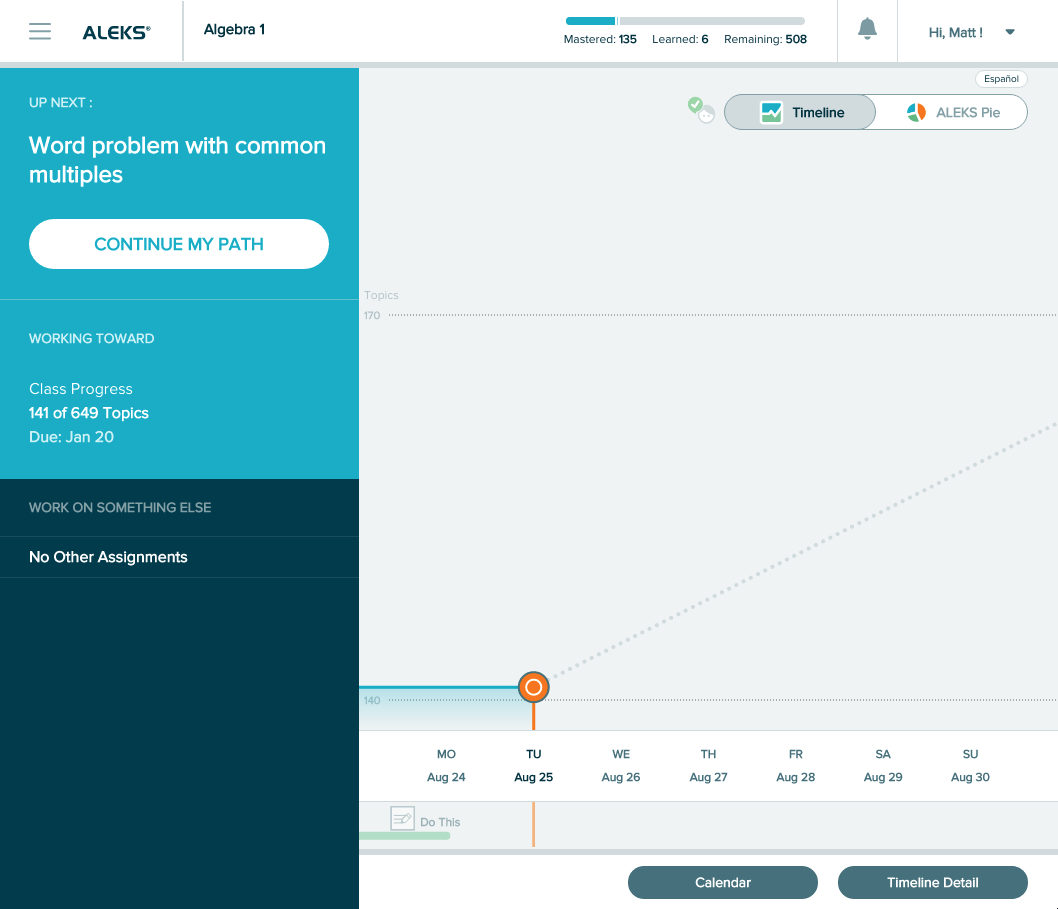 ALEKS®
Algebra 1
Mastered: 135 Learned: 6 Remaining: 508
Hi, Matt !
Español
Timeline
ALEKS Pie
UP NEXT :
Word problem with common
multiples
CONTINUE MY PATH
WORKING TOWARD
Class Progress
141 of 649 Topics
Due: Jan 20
WORK ON SOMETHING ELSE
No Other Assignments
Topics
170
140
MO TU WE TH FR SA SU
Aug 24 Aug 25 Aug 26 Aug 27 Aug 28 Aug 29 Aug 30
Do This
Calendar
Timeline Detail